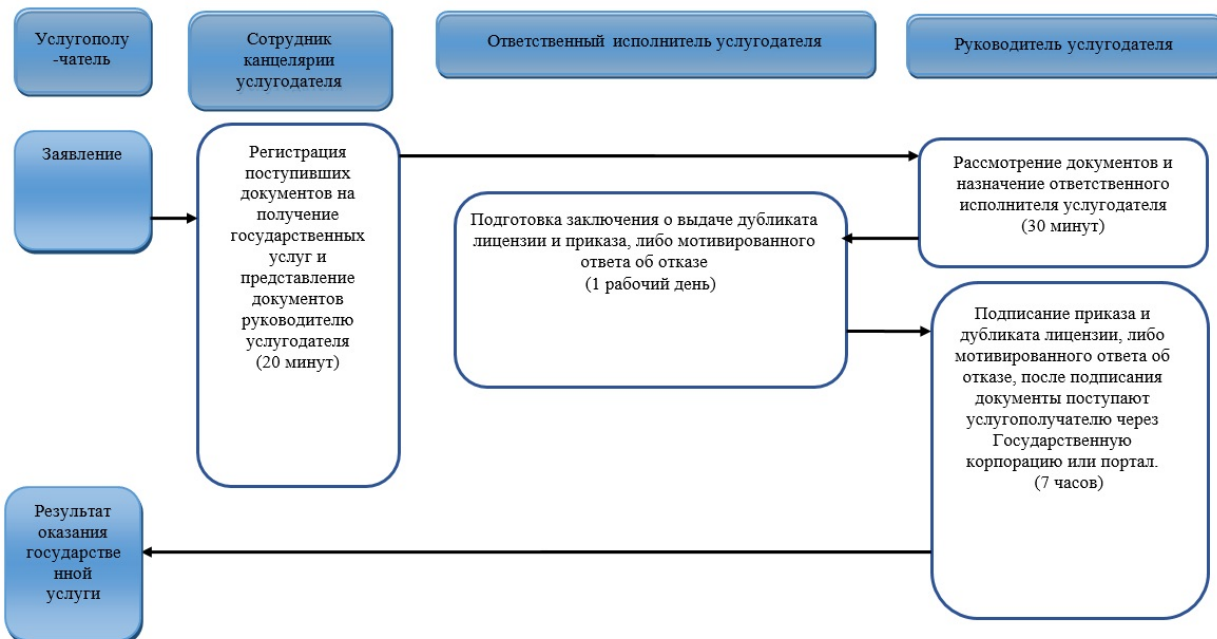 Услугополу
-чатель
Сотрудник
канцелярии
услугодателя
Ответственный исполнитель услугодателя
Руководитель услугодателя
Заявление
Регистрация
поступивших
документов на
получение
государственных
услуг и
представление
документов
руководителю
услугодателя
(20 минут)
Подготовка заключения о выдаче дубликата
лицензии и приказа, либо мотивированного
ответа об отказе
(1 рабочий день)
Рассмотрение документов и
назначение ответственного
исполнителя услугодателя
(30 минут)
Подписание приказа и
дубликата лицензии, либо
мотивированного ответа об
отказе, после подписания
документы поступают
услугополучателю через
Государственную
корпорацию или портал.
(7 часов)
Результат
оказания
государстве
нной
услуги